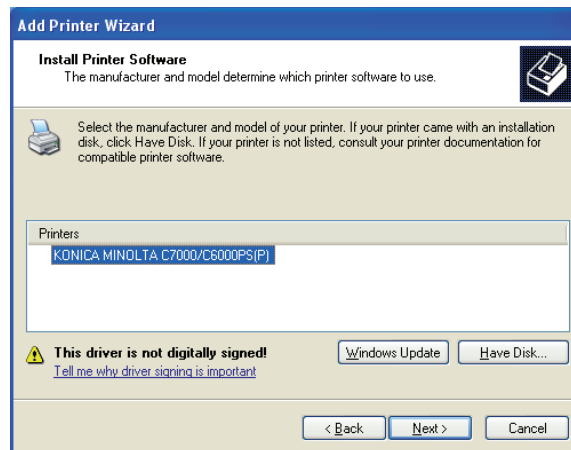 Add Printer Wizard
Install Printer Software
The manufacturer and model determine which printer software to use.
Select the manufacturer and model of your printer. If your printer came with an installation
disk, click Have Disk. If your printer is not listed, consult your printer documentation for
compatible printer software.
Printers
KONICA MINOLTA C7000/C6000PS(P)
This driver is not digitally signed!
Tell me why driver signing is important
Windows Update
Have Disk...
< Back
Next >
Cancel